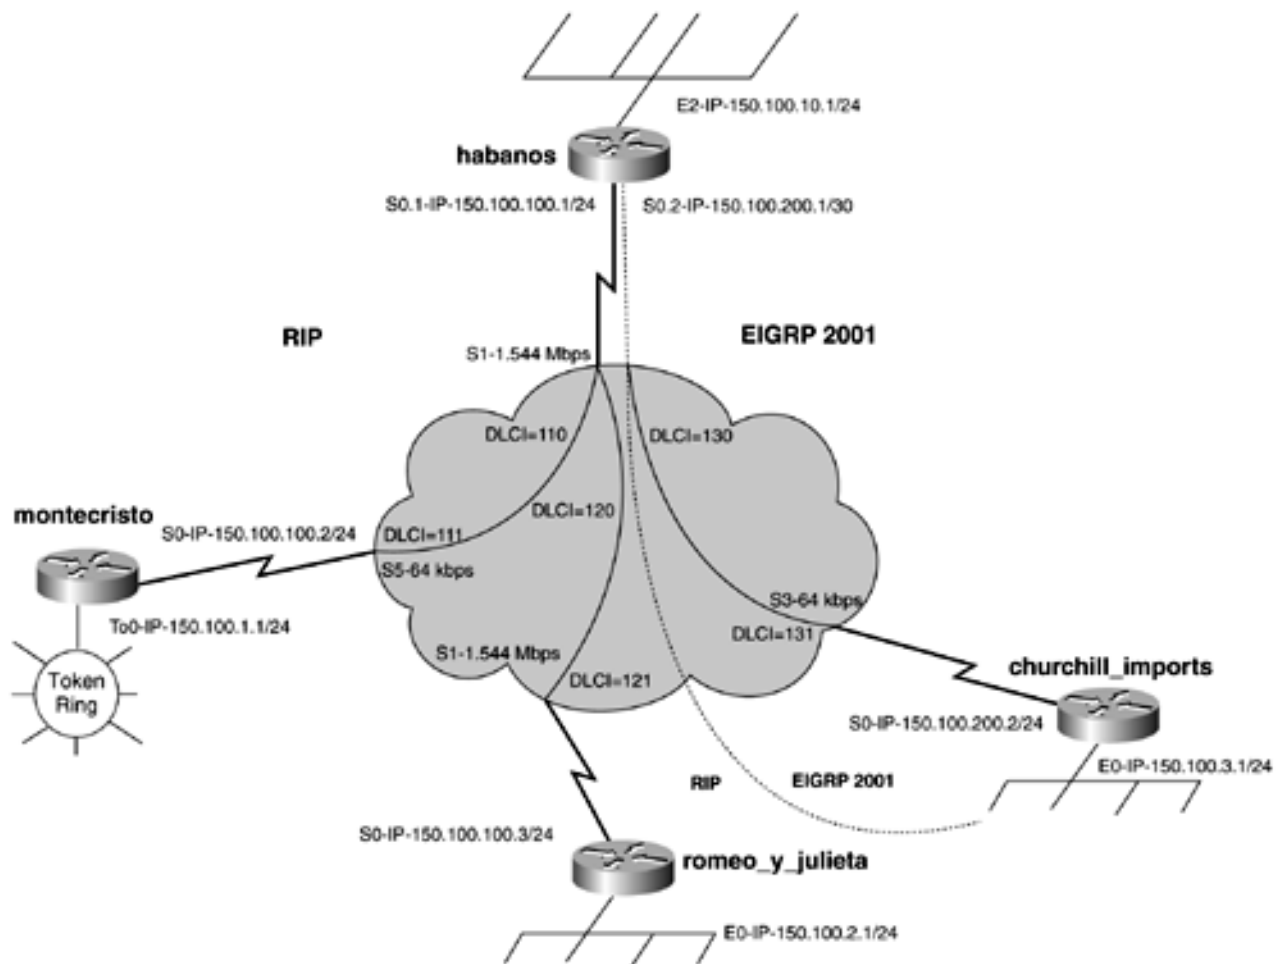 E2-IP-150.100.10.1/24
habanos
S0.1-IP-150.100.100.1/24
S0.2-IP-150.100.200.1/30
RIP
EIGRP 2001
S1-1.544 Mbps
DLCI=110
DLCI=130
montecristo
DLCI=120
S0-IP-150.100.100.2/24
DLCI=111
S5-64 kbps
S3-64 kbps
To0-IP-150.100.1.1/24
DLCI=131
S1-1.544 Mbps
churchill_imports
Token
Ring
DLCI=121
S0-IP-150.100.200.2/24
E0-IP-150.100.3.1/24
RIP
EIGRP 2001
S0-IP-150.100.100.3/24
romeo_y_julieta
E0-IP-150.100.2.1/24